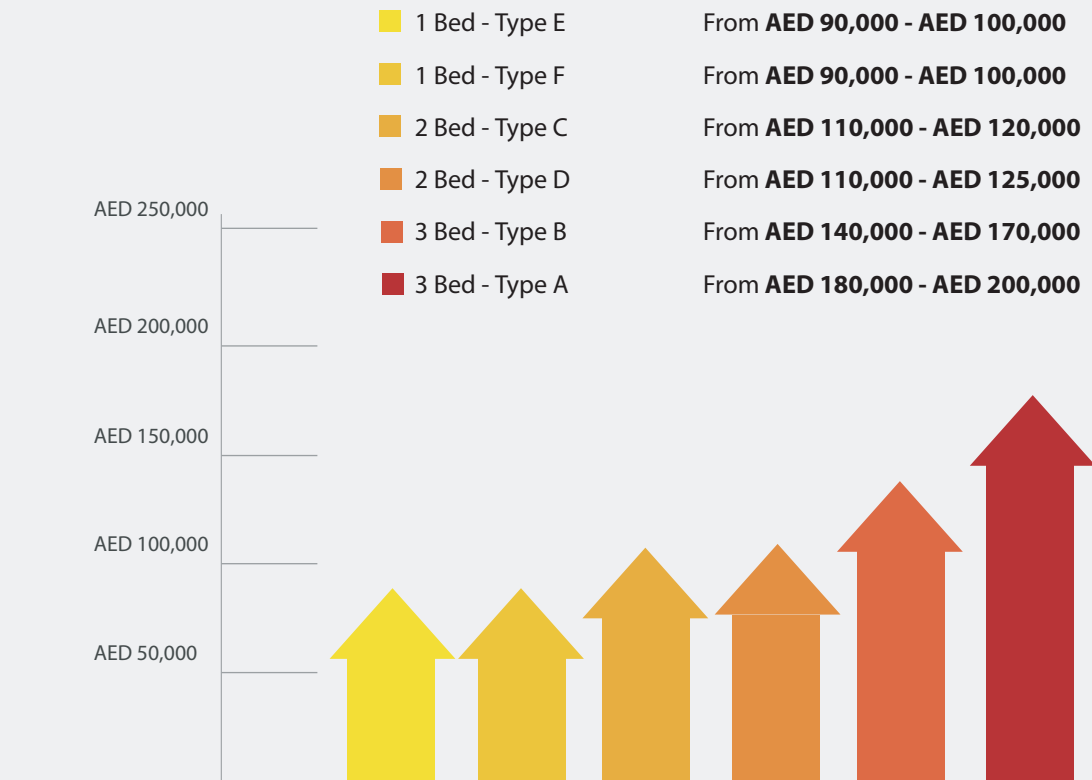 1 Bed - Type E From AED 90,000 - AED 100,000
1 Bed - Type F From AED 90,000 - AED 100,000
2 Bed - Type C From AED 110,000 - AED 120,000
2 Bed - Type D From AED 110,000 - AED 125,000
3 Bed - Type B From AED 140,000 - AED 170,000
3 Bed - Type A From AED 180,000 - AED 200,000
AED 250,000
AED 200,000
AED 150,000
AED 100,000
AED 50,000